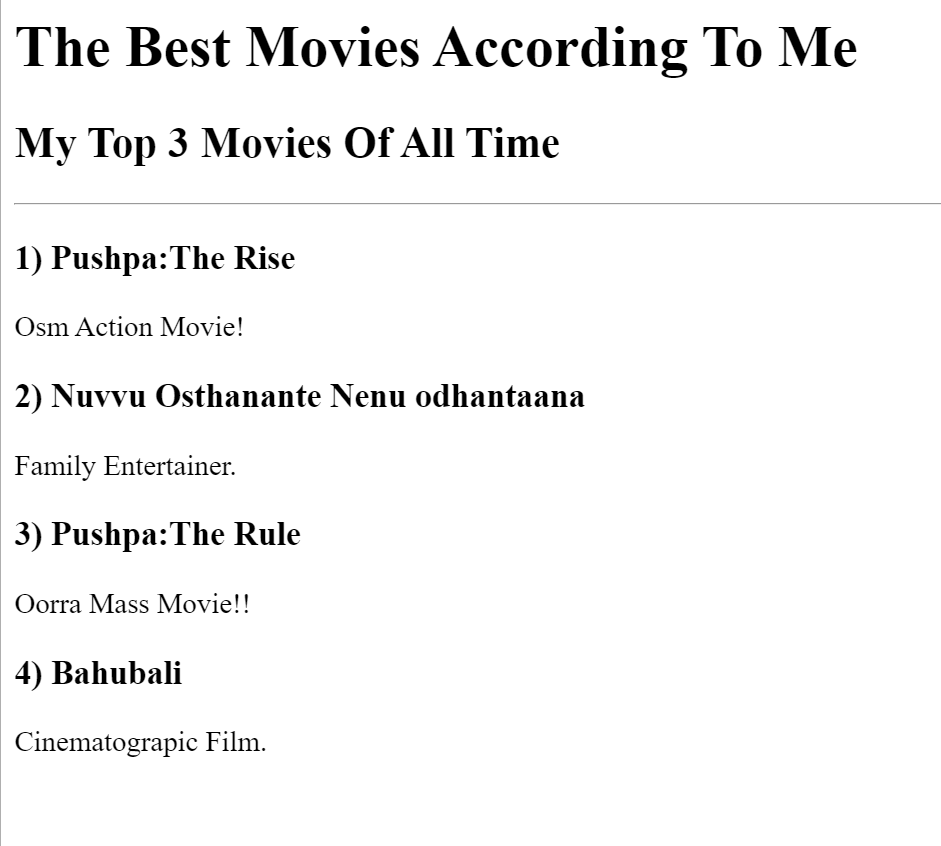 The Best Movies According To Me
My Top 3 Movies Of All Time
1) Pushpa:The Rise
Osm Action Movie!
2) Nuvvu Osthanante Nenu odhantaana
Family Entertainer.
3) Pushpa:The Rule
Oorra Mass Movie!!
4) Bahubali
Cinematograpic Film.